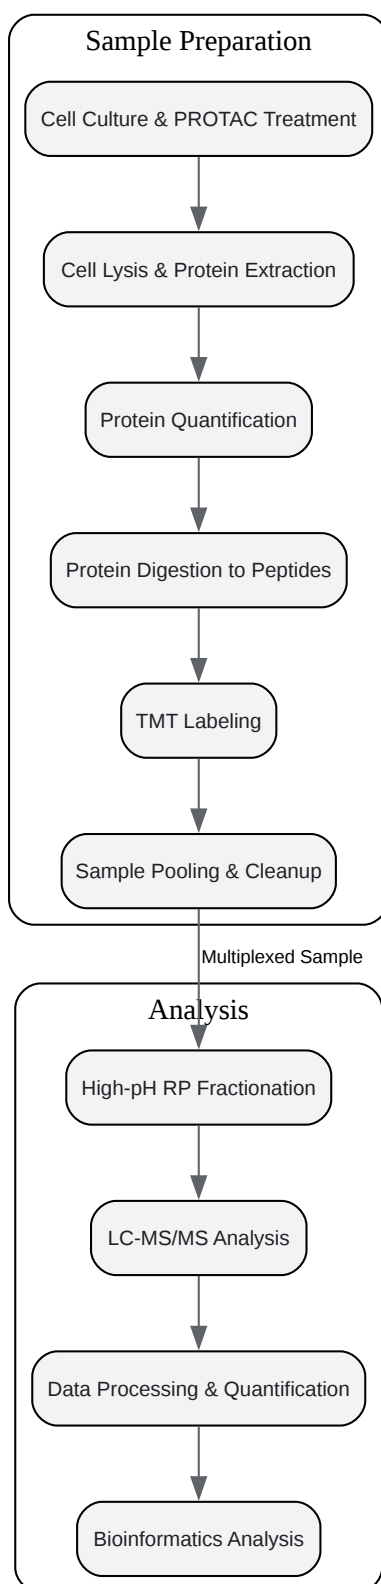 Sample Preparation
Cell Culture & PROTAC Treatment
Cell Lysis & Protein Extraction
Protein Quantification
Protein Digestion to Peptides
TMT Labeling
Sample Pooling & Cleanup
Multiplexed Sample
Analysis
High-pH RP Fractionation
LC-MS/MS Analysis
Data Processing & Quantification
Bioinformatics Analysis